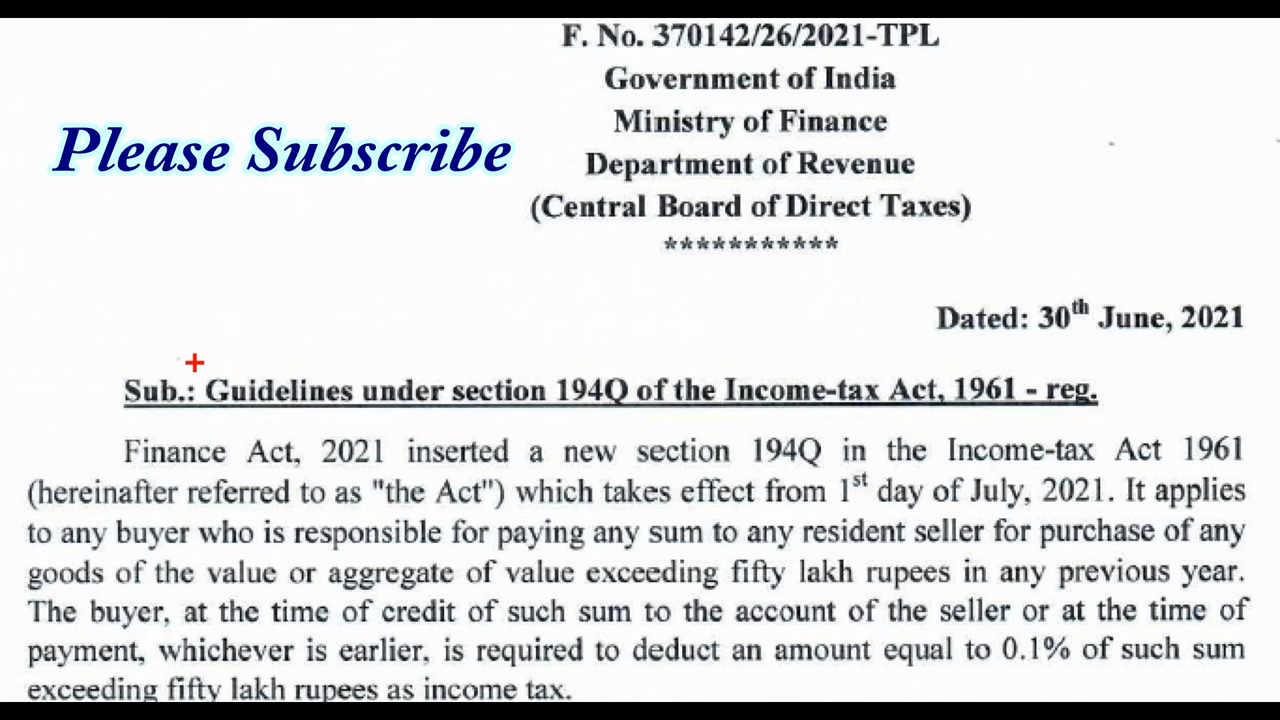 F. No. 370142/26/2021-TPL
Government of India
Ministry of Finance
Please Subscribe
Department of Revenue
(Central Board of Direct Taxes)
***********
Dated: 30th June, 2021
Sub.: Guidelines under section 194Q of the Income-tax Act, 1961 - reg.
Finance Act, 2021 inserted a new section 194Q in the Income-tax Act 1961
(hereinafter referred to as "the Act") which takes effect from 1st day of July, 2021. It applies
to any buyer who is responsible for paying any sum to any resident seller for purchase of any
goods of the value or aggregate of value exceeding fifty lakh rupees in any previous year.
The buyer, at the time of credit of such sum to the account of the seller or at the time of
payment, whichever is earlier, is required to deduct an amount equal to 0.1% of such sum
exceeding fifty lakh rupees as income tax.